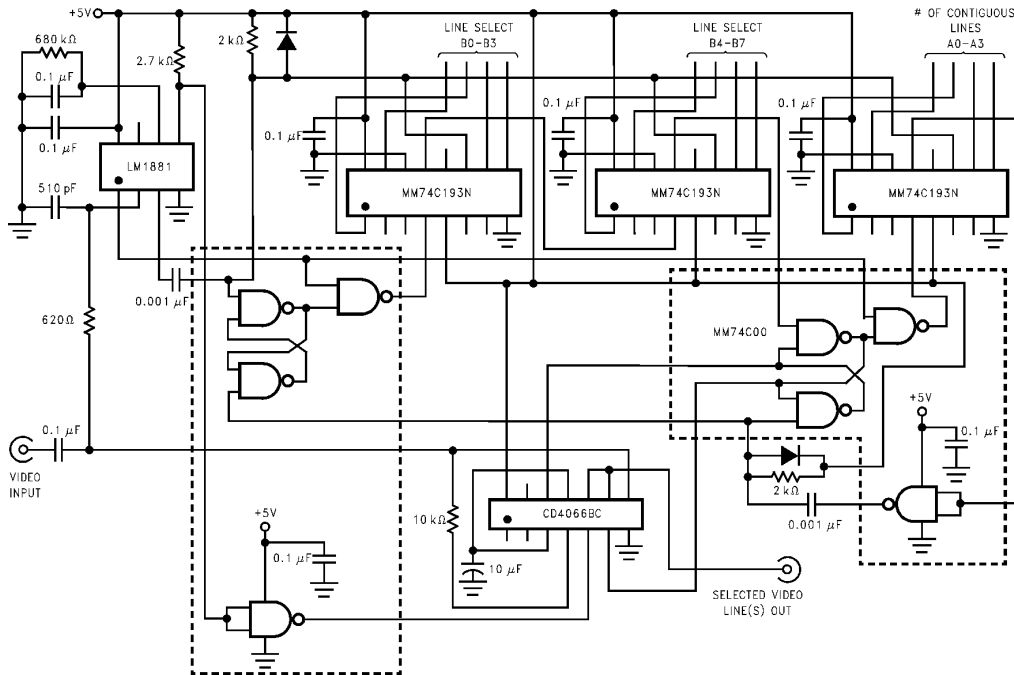 +5V
680 kΩ
0.1 µF
0.1 µF
2.7 kΩ
2 kΩ
LINE SELECT
B0–B3
LINE SELECT
B4–B7
# OF CONTIGUOUS
LINES
A0–A3
0.1 µF
0.1 µF
0.1 µF
LM1881
510 pF
MM74C193N
MM74C193N
MM74C193N
0.001 µF
620Ω
MM74C00
+5V
0.1 µF
0.1 µF
VIDEO
INPUT
2 kΩ
0.001 µF
10 kΩ
CD4066BC
10 µF
+5V
0.1 µF
SELECTED VIDEO
LINE(S) OUT